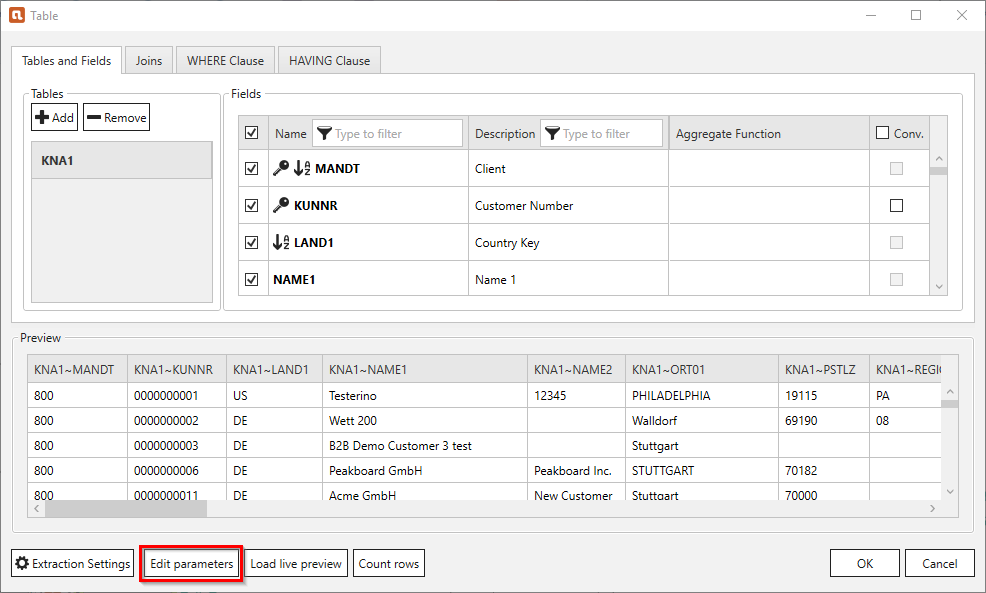 Table
Tables and Fields Joins WHERE Clause HAVING Clause
Tables Fields
Add Remove
Name Type to filter Description Type to filter Aggregate Function Conv.
KNA1
MANDT Client
KUNNR Customer Number
LAND1 Country Key
NAME1 Name 1
Preview
KNA1~MANDT KNA1~KUNNR KNA1~LAND1 KNA1~NAME1 KNA1~NAME2 KNA1~ORT01 KNA1~PSTLZ KNA1~REGIO
800 0000000001 US Testerino 12345 PHILADELPHIA 19115 PA
800 0000000002 DE Wett 200 Walldorf 69190 08
800 0000000003 DE B2B Demo Customer 3 test Stuttgart
800 0000000006 DE Peakboard GmbH Peakboard Inc. STUTTGART 70182
800 0000000011 DE Acme GmbH New Customer Stuttgart 70000
Extraction Settings Edit parameters Load live preview Count rows OK Cancel